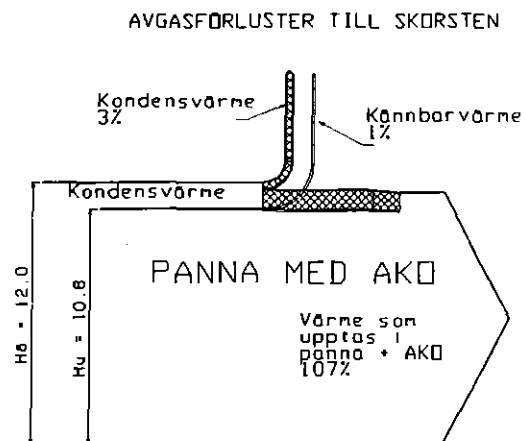 AVGASFÖRLUSTER TILL SKORSTEN
Kondensvärme
3%
Kännbarvärme
1%
Kondensvärme
PANNA MED AKO
Värme som
upptas i
panna + AKO
107%
Hö = 12.0
Hu = 10.8